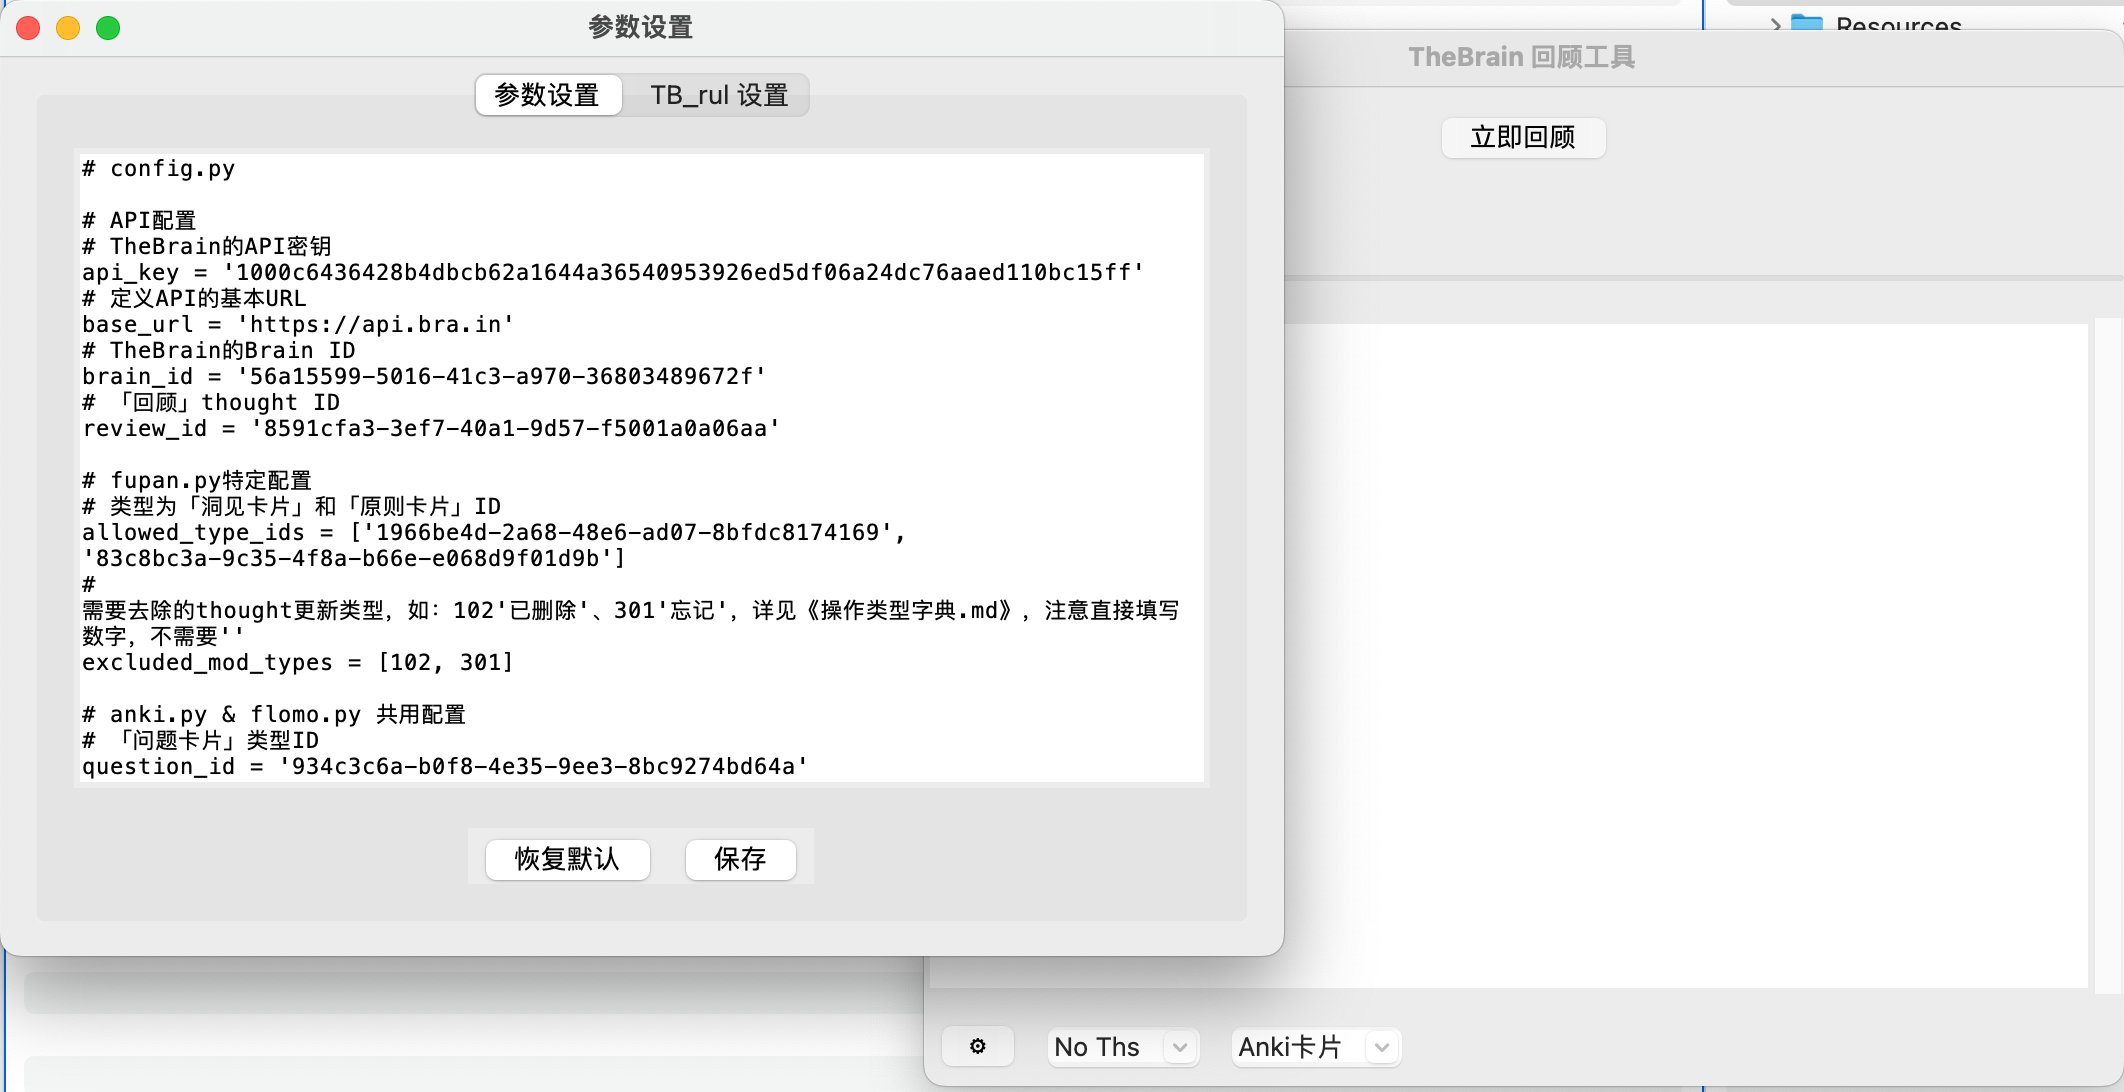 参数设置
参数设置
TB_rul 设置
# config.py
# API配置
# TheBrain的API密钥
api_key = '1000c6436428b4dbcb62a1644a36540953926ed5df06a24dc76aaed110bc15ff'
# 定义API的基本URL
base_url = 'https://api.bra.in'
# TheBrain的Brain ID
brain_id = '56a15599-5016-41c3-a970-36803489672f'
# 「回顾」thought ID
review_id = '8591cfa3-3ef7-40a1-9d57-f5001a0a06aa'
# fupan.py特定配置
# 类型为「洞见卡片」和「原则卡片」ID
allowed_type_ids = ['1966be4d-2a68-48e6-ad07-8bfdc8174169',
'83c8bc3a-9c35-4f8a-b66e-e068d9f01d9b']
#
需要去除的thought更新类型，如：102'已删除'、301'忘记'，详见《操作类型字典.md》，注意直接填写
数字，不需要''
excluded_mod_types = [102, 301]
# anki.py & flomo.py 共用配置
# 「问题卡片」类型ID
question_id = '934c3c6a-b0f8-4e35-9ee3-8bc9274bd64a'
恢复默认
保存
Resources
TheBrain 回顾工具
立即回顾
No Ths
Anki卡片